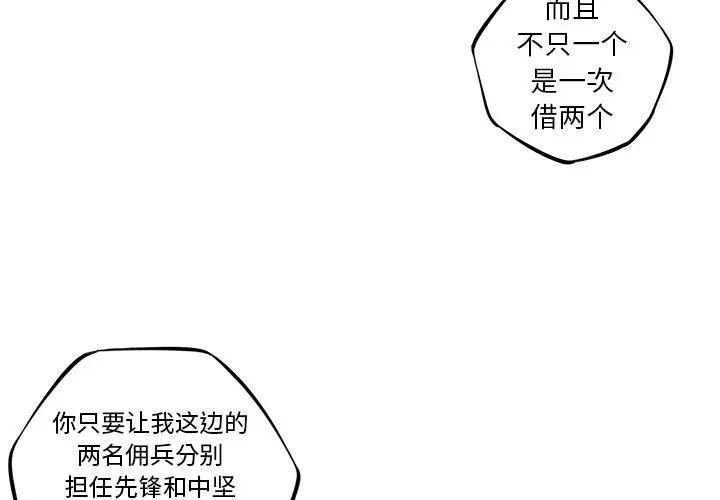 而且
不只一个
是一次
借两个
你只要让我这边的
两名佣兵分别
担任先锋和中坚